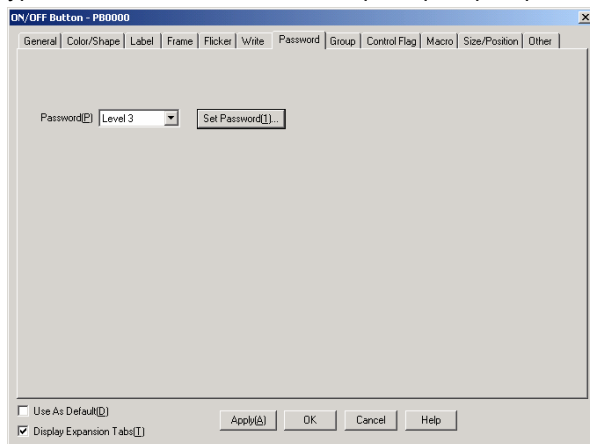 ON/OFF Button - PB0000
General Color/Shape Label Frame Flicker Write Password Group Control Flag Macro Size/Position Other
Password(P) Level 3 Set Password(1)...
Use As Default(D)
Apply(A) OK Cancel Help
Display Expansion Tabs(T)